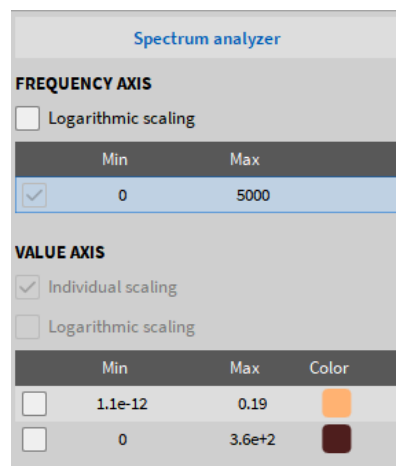 Spectrum analyzer
FREQUENCY AXIS
Logarithmic scaling
Min Max
0 5000
VALUE AXIS
Individual scaling
Logarithmic scaling
Min Max Color
1.1e-12 0.19
0 3.6e+2